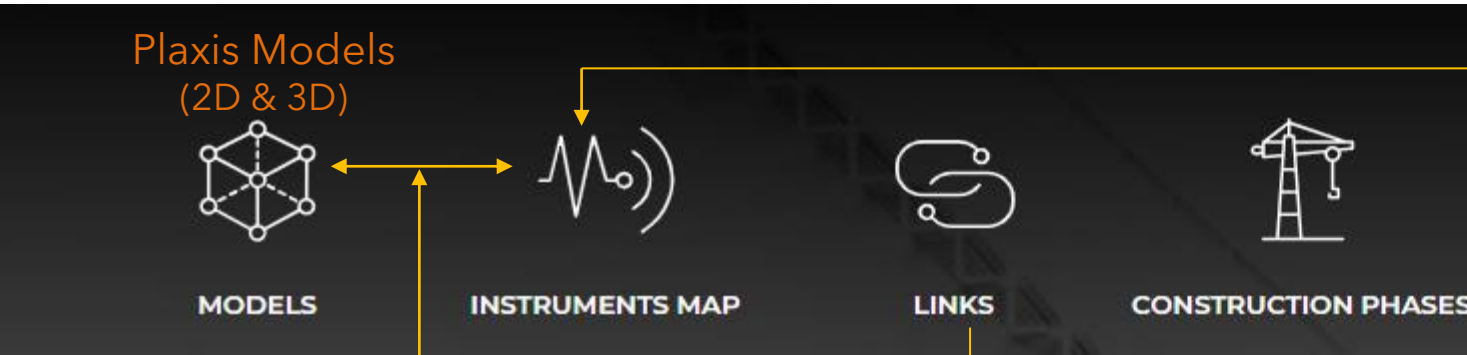 Plaxis Models
(2D & 3D)
MODELS
INSTRUMENTS MAP
LINKS
CONSTRUCTION PHASES